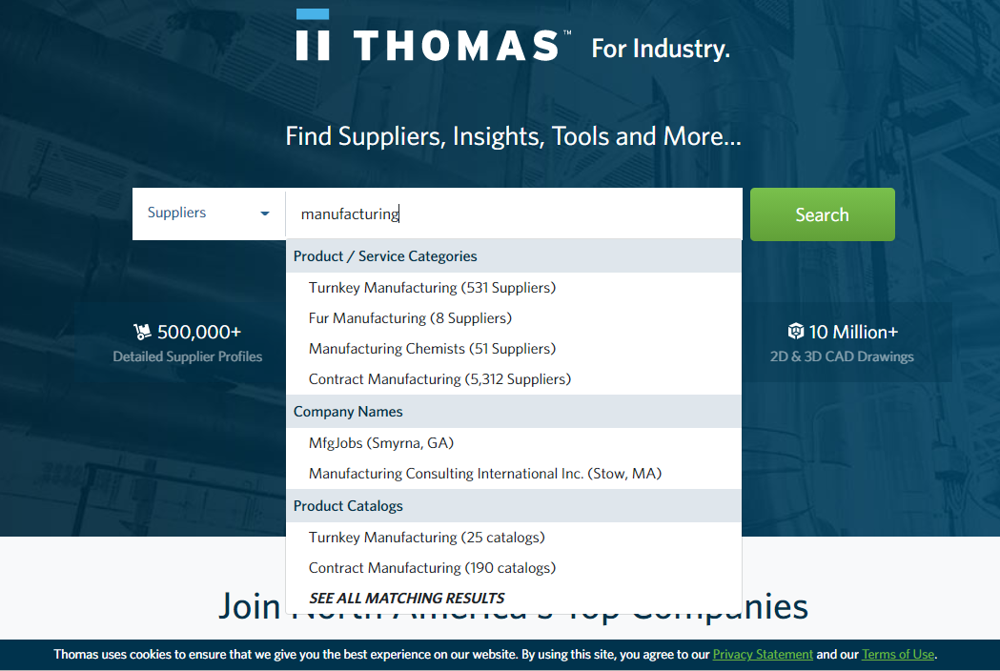 THOMAS™ For Industry.
Find Suppliers, Insights, Tools and More...
Suppliers
manufacturing
Search
Product / Service Categories
Turnkey Manufacturing (531 Suppliers)
Fur Manufacturing (8 Suppliers)
Manufacturing Chemists (51 Suppliers)
Contract Manufacturing (5,312 Suppliers)
Company Names
MfgJobs (Smyrna, GA)
Manufacturing Consulting International Inc. (Stow, MA)
Product Catalogs
Turnkey Manufacturing (25 catalogs)
Contract Manufacturing (190 catalogs)
SEE ALL MATCHING RESULTS
500,000+
Detailed Supplier Profiles
10 Million+
2D & 3D CAD Drawings
Join North America's Top Companies
Thomas uses cookies to ensure that we give you the best experience on our website. By using this site, you agree to our Privacy Statement and our Terms of Use.